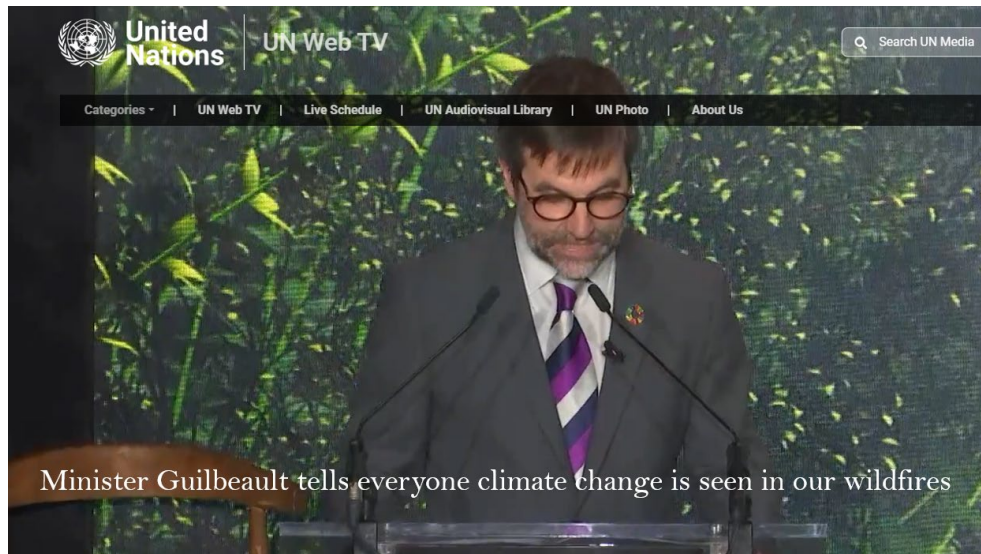 United
Nations
UN Web TV
Search UN Media
Categories | UN Web TV | Live Schedule | UN Audiovisual Library | UN Photo | About Us
Minister Guilbeault tells everyone climate change is seen in our wildfires